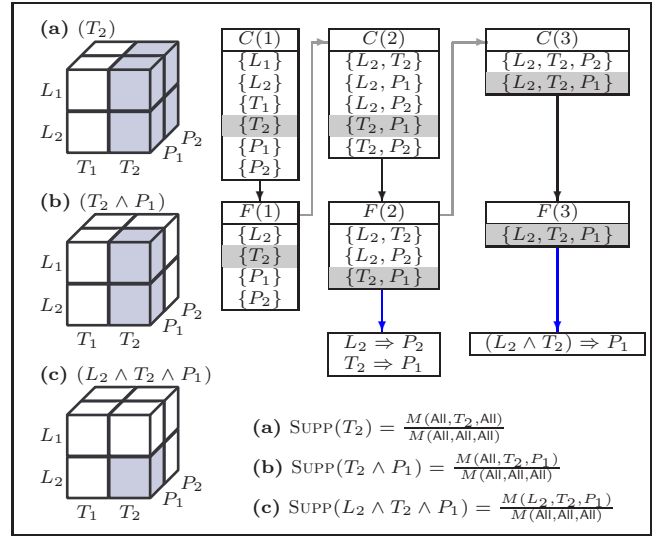 (a) (T₂)
L₁
L₂
T₁ T₂ P₁ P₂
(b) (T₂ ∧ P₁)
L₁
L₂
T₁ T₂ P₁ P₂
(c) (L₂ ∧ T₂ ∧ P₁)
L₁
L₂
T₁ T₂ P₁ P₂
C(1)
{L₁}
{L₂}
{T₁}
{T₂}
{P₁}
{P₂}
F(1)
{L₂}
{T₂}
{P₁}
{P₂}
C(2)
{L₂, T₂}
{L₂, P₁}
{L₂, P₂}
{T₂, P₁}
{T₂, P₂}
F(2)
{L₂, T₂}
{L₂, P₂}
{T₂, P₁}
L₂ ⇒ P₂
T₂ ⇒ P₁
C(3)
{L₂, T₂, P₂}
{L₂, T₂, P₁}
F(3)
{L₂, T₂, P₁}
(L₂ ∧ T₂) ⇒ P₁
(a) SUPP(T₂) = M(All,T₂,All) / M(All,All,All)
(b) SUPP(T₂ ∧ P₁) = M(All,T₂,P₁) / M(All,All,All)
(c) SUPP(L₂ ∧ T₂ ∧ P₁) = M(L₂,T₂,P₁) / M(All,All,All)